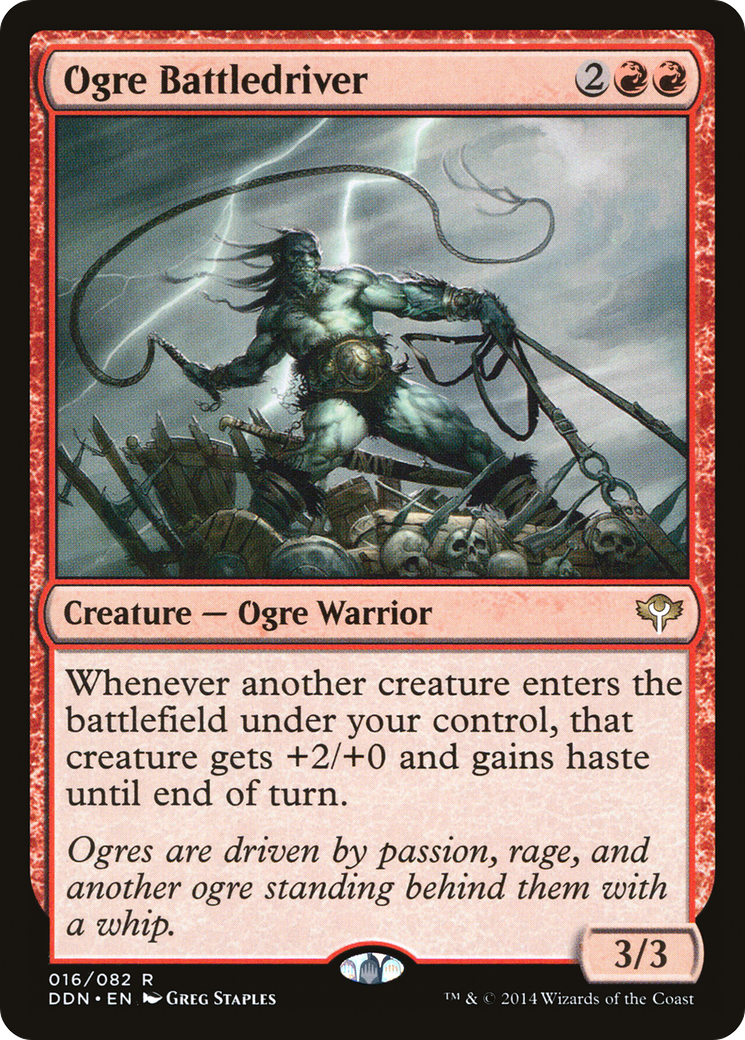 Ogre Battledriver 2
Creature — Ogre Warrior
Whenever another creature enters the
battlefield under your control, that
creature gets +2/+0 and gains haste
until end of turn.
Ogres are driven by passion, rage, and
another ogre standing behind them with
a whip.
3/3
016/082 R
DDN • EN Greg Staples
™ & © 2014 Wizards of the Coast